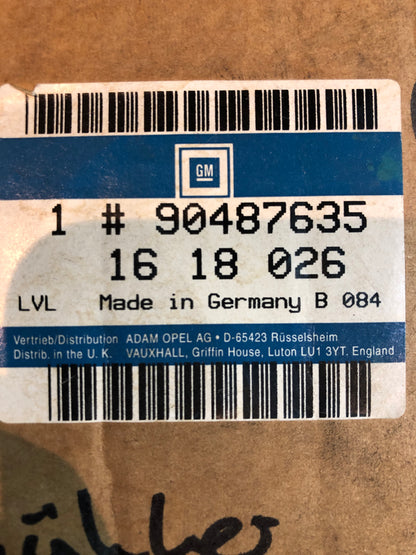 GM
1 # 90487635
16 18 026
LVL Made in Germany B 084
Vertrieb/Distribution ADAM OPEL AG • D-65423 Rüsselsheim
Distrib. in the U. K. VAUXHALL, Griffin House, Luton LU1 3YT. England